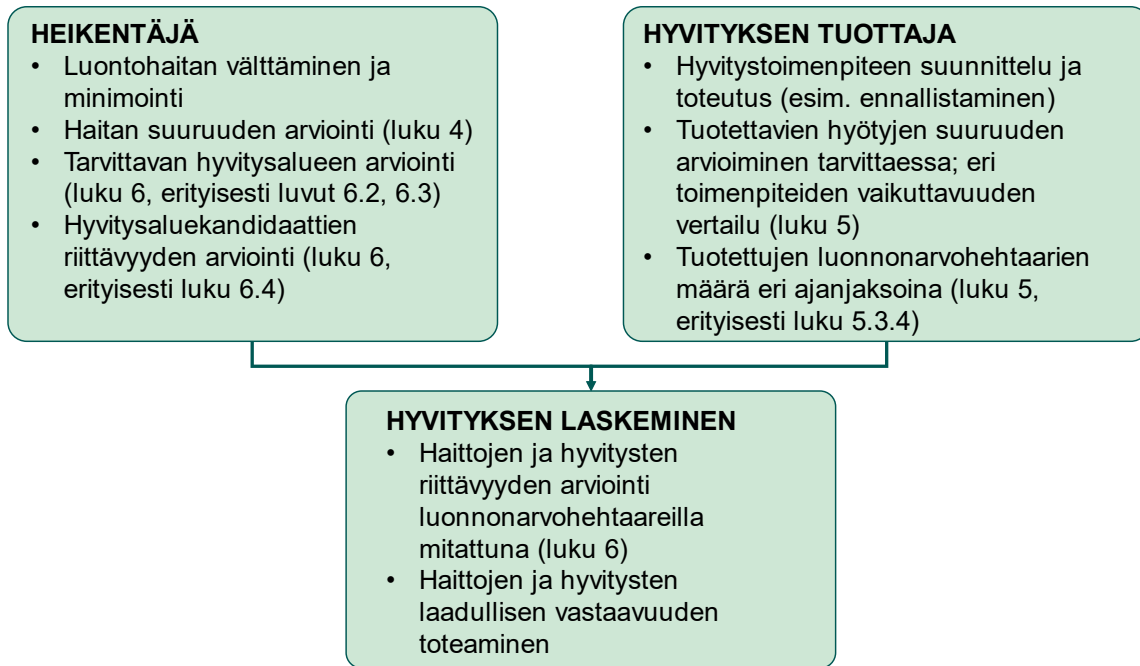 HEIKENTÄJÄ
• Luontohaitan välttäminen ja
minimointi
• Haitan suuruuden arviointi (luku 4)
• Tarvittavan hyvitysalueen arviointi
(luku 6, erityisesti luvut 6.2, 6.3)
• Hyvitysaluekandidaattien
riittävyyden arviointi (luku 6,
erityisesti luku 6.4)
HYVITYKSEN TUOTTAJA
• Hyvitystoimenpiteen suunnittelu ja
toteutus (esim. ennallistaminen)
• Tuotettavien hyötyjen suuruuden
arvioiminen tarvittaessa; eri
toimenpiteiden vaikuttavuuden
vertailu (luku 5)
• Tuotettujen luonnonarvohehtaarien
määrä eri ajanjaksoina (luku 5,
erityisesti luku 5.3.4)
HYVITYKSEN LASKEMINEN
• Haittojen ja hyvitysten
riittävyyden arviointi
luonnonarvohehtaareilla
mitattuna (luku 6)
• Haittojen ja hyvitysten
laadullisen vastaavuuden
toteaminen